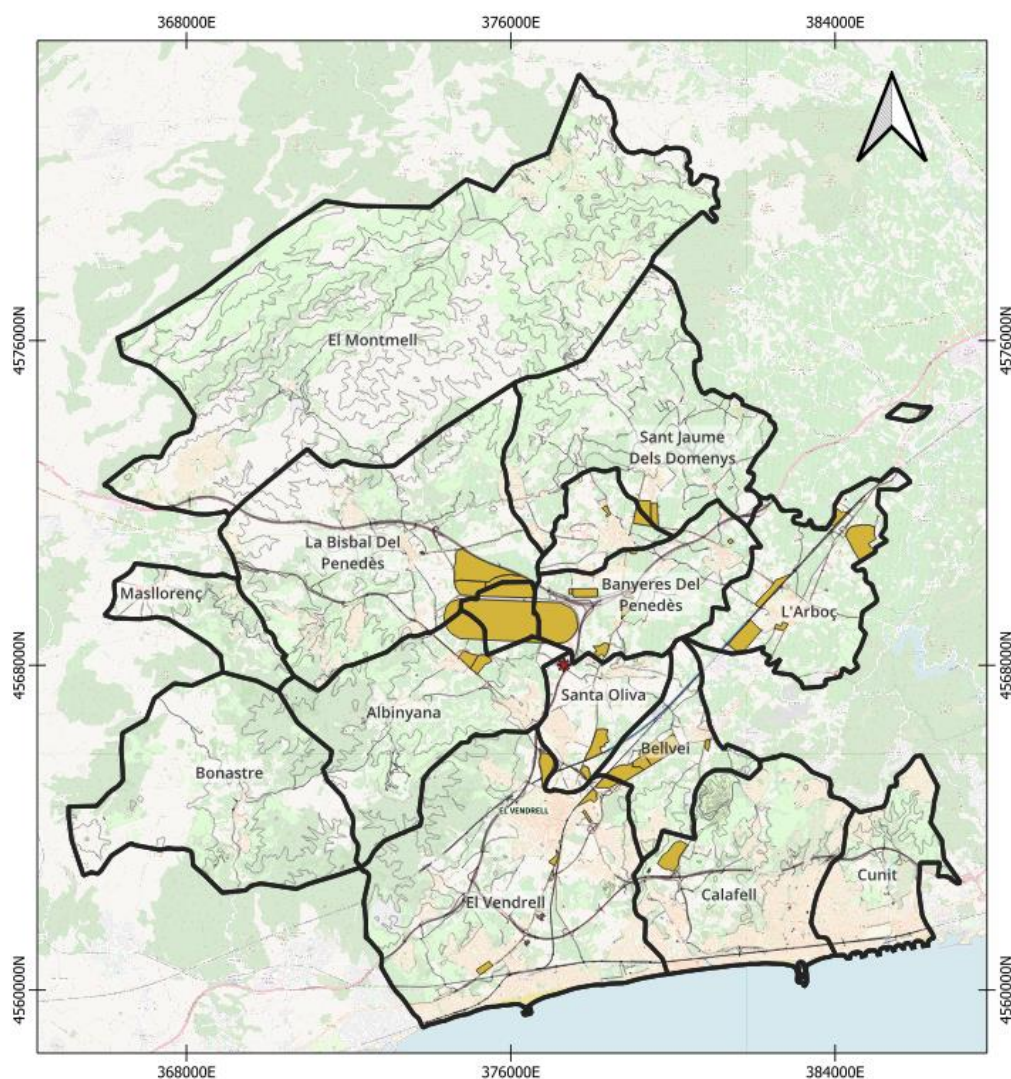 368000E
376000E
384000E
4576000N
4576000N
El Montmell
Sant Jaume
Dels Domenys
La Bisbal Del
Penedès
Masllorenç
Banyeres Del
Penedès
L'Arboç
4568000N
4568000N
Santa Oliva
Albinyana
Bellvei
Bonastre
EL VENDRELL
Cunit
Calafell
El Vendrell
4560000N
4560000N
368000E
376000E
384000E